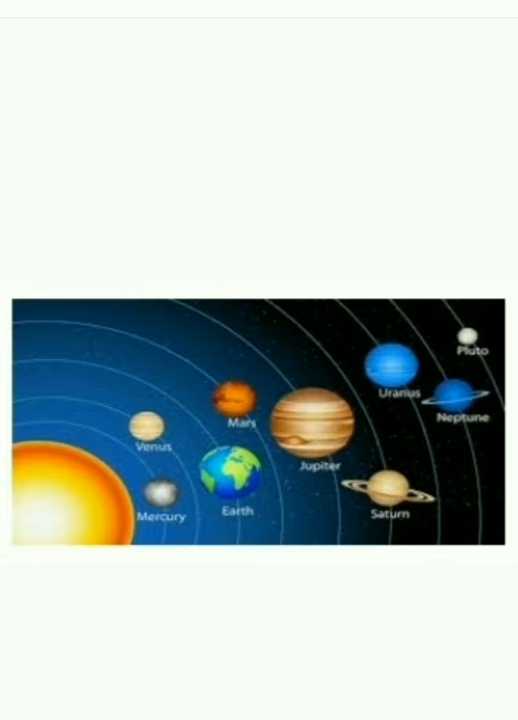 Pluto
Uranus
Neptune
Mars
Venus
Jupiter
Earth
Saturn
Mercury